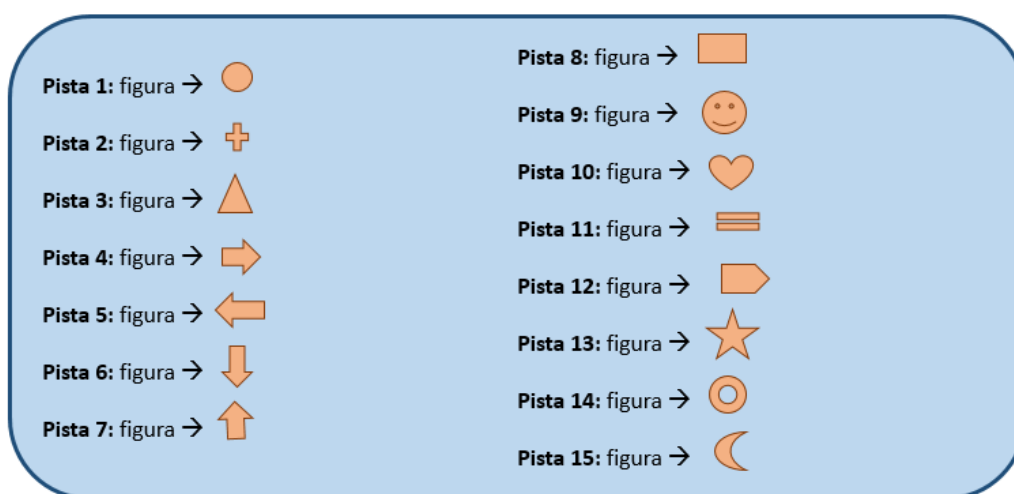 Pista 1: figura →
Pista 2: figura →
Pista 3: figura →
Pista 4: figura →
Pista 5: figura →
Pista 6: figura →
Pista 7: figura →
Pista 8: figura →
Pista 9: figura →
Pista 10: figura →
Pista 11: figura →
Pista 12: figura →
Pista 13: figura →
Pista 14: figura →
Pista 15: figura →